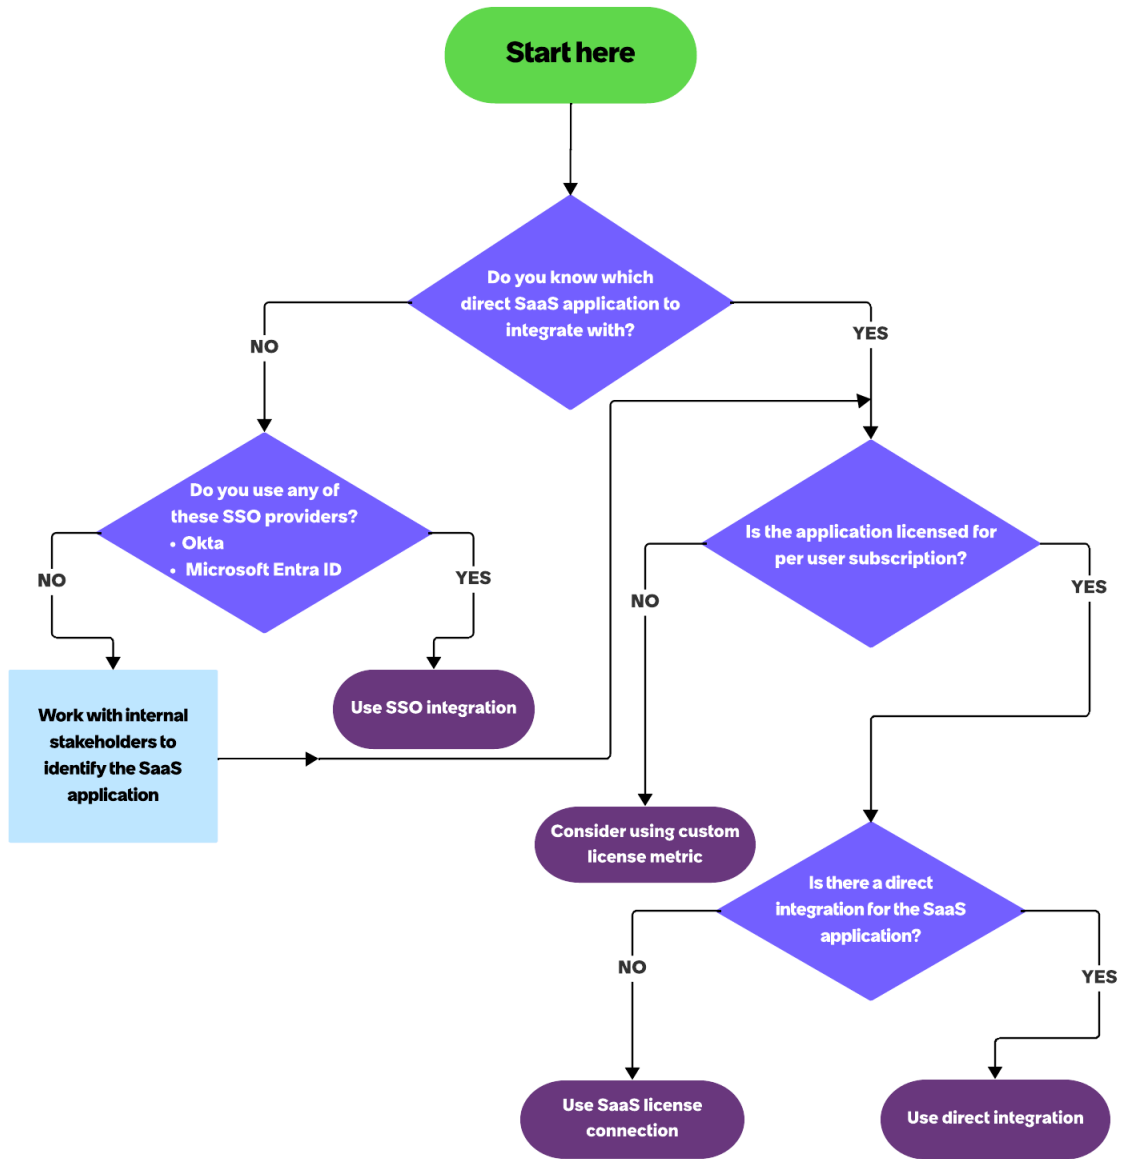 Start here
Do you know which
direct SaaS application to
integrate with?
NO
YES
Do you use any of
these SSO providers?
• Okta
• Microsoft Entra ID
Is the application licensed for
per user subscription?
NO
YES
NO
YES
Work with internal
stakeholders to
identify the SaaS
application
Use SSO integration
Consider using custom
license metric
Is there a direct
integration for the SaaS
application?
NO
YES
Use SaaS license
connection
Use direct integration